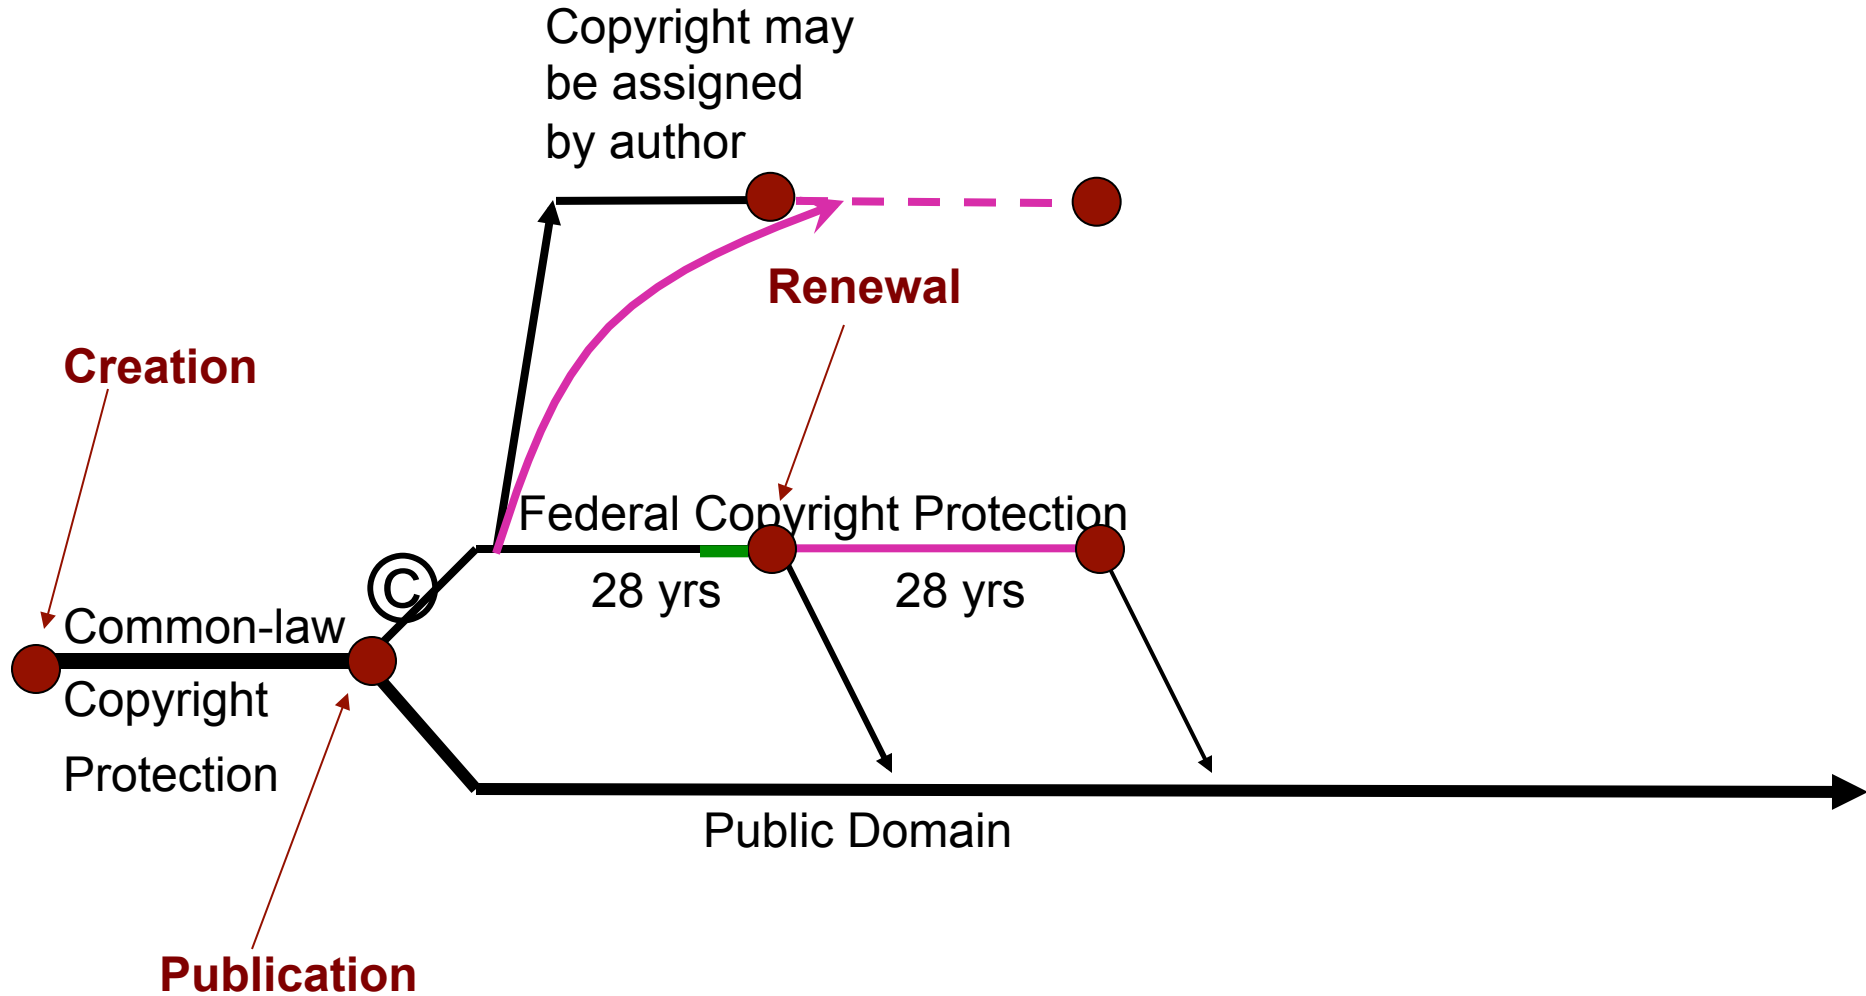 Copyright may
be assigned
by author
Renewal
Creation
Federal Copyright Protection
©
28 yrs
28 yrs
Common-law
Copyright
Protection
Public Domain
Publication